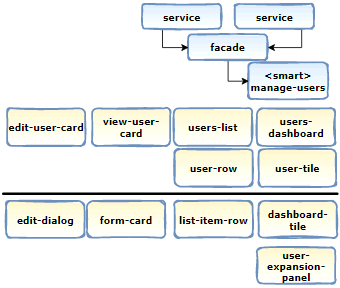 service service
facade
<smart>
manage-users
edit-user-card view-user-
card users-list users-
dashboard
user-row user-tile
edit-dialog form-card list-item-row dashboard-
tile
user-
expansion-
panel